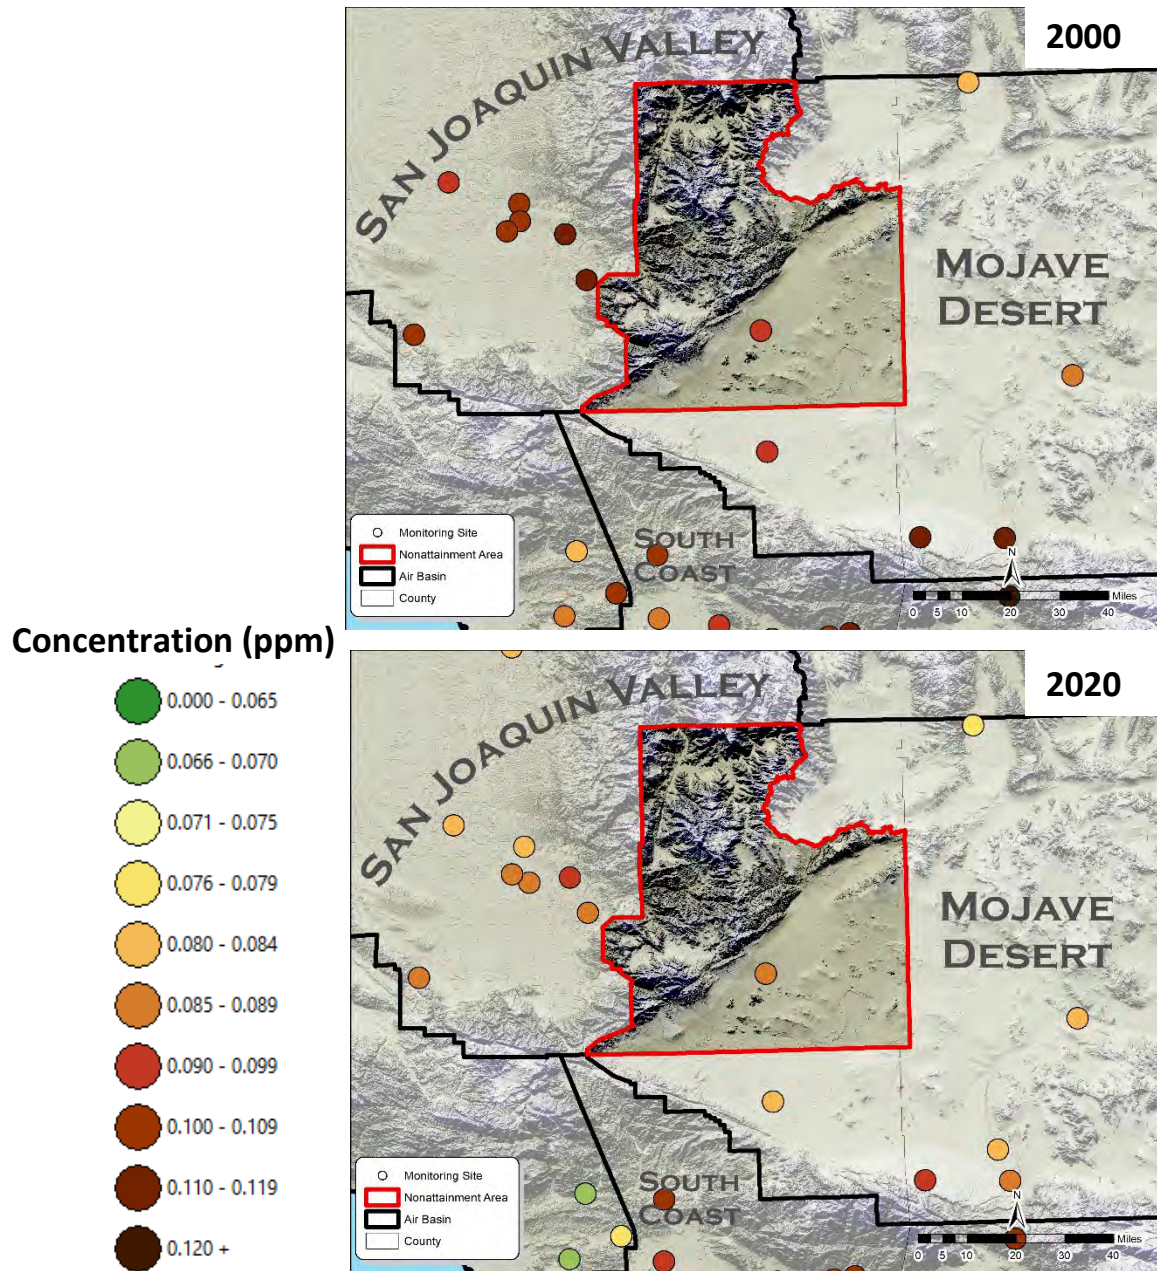 2000
SAN JOAQUIN VALLEY
MOJAVE
DESERT
SOUTH
COAST
Monitoring Site
Nonattainment Area
Air Basin
County
N
Miles
0 5 10 20 30 40
Concentration (ppm)
0.000 - 0.065
0.066 - 0.070
0.071 - 0.075
0.076 - 0.079
0.080 - 0.084
0.085 - 0.089
0.090 - 0.099
0.100 - 0.109
0.110 - 0.119
0.120 +
2020
SAN JOAQUIN VALLEY
MOJAVE
DESERT
SOUTH
COAST
Monitoring Site
Nonattainment Area
Air Basin
County
N
Miles
0 5 10 20 30 40